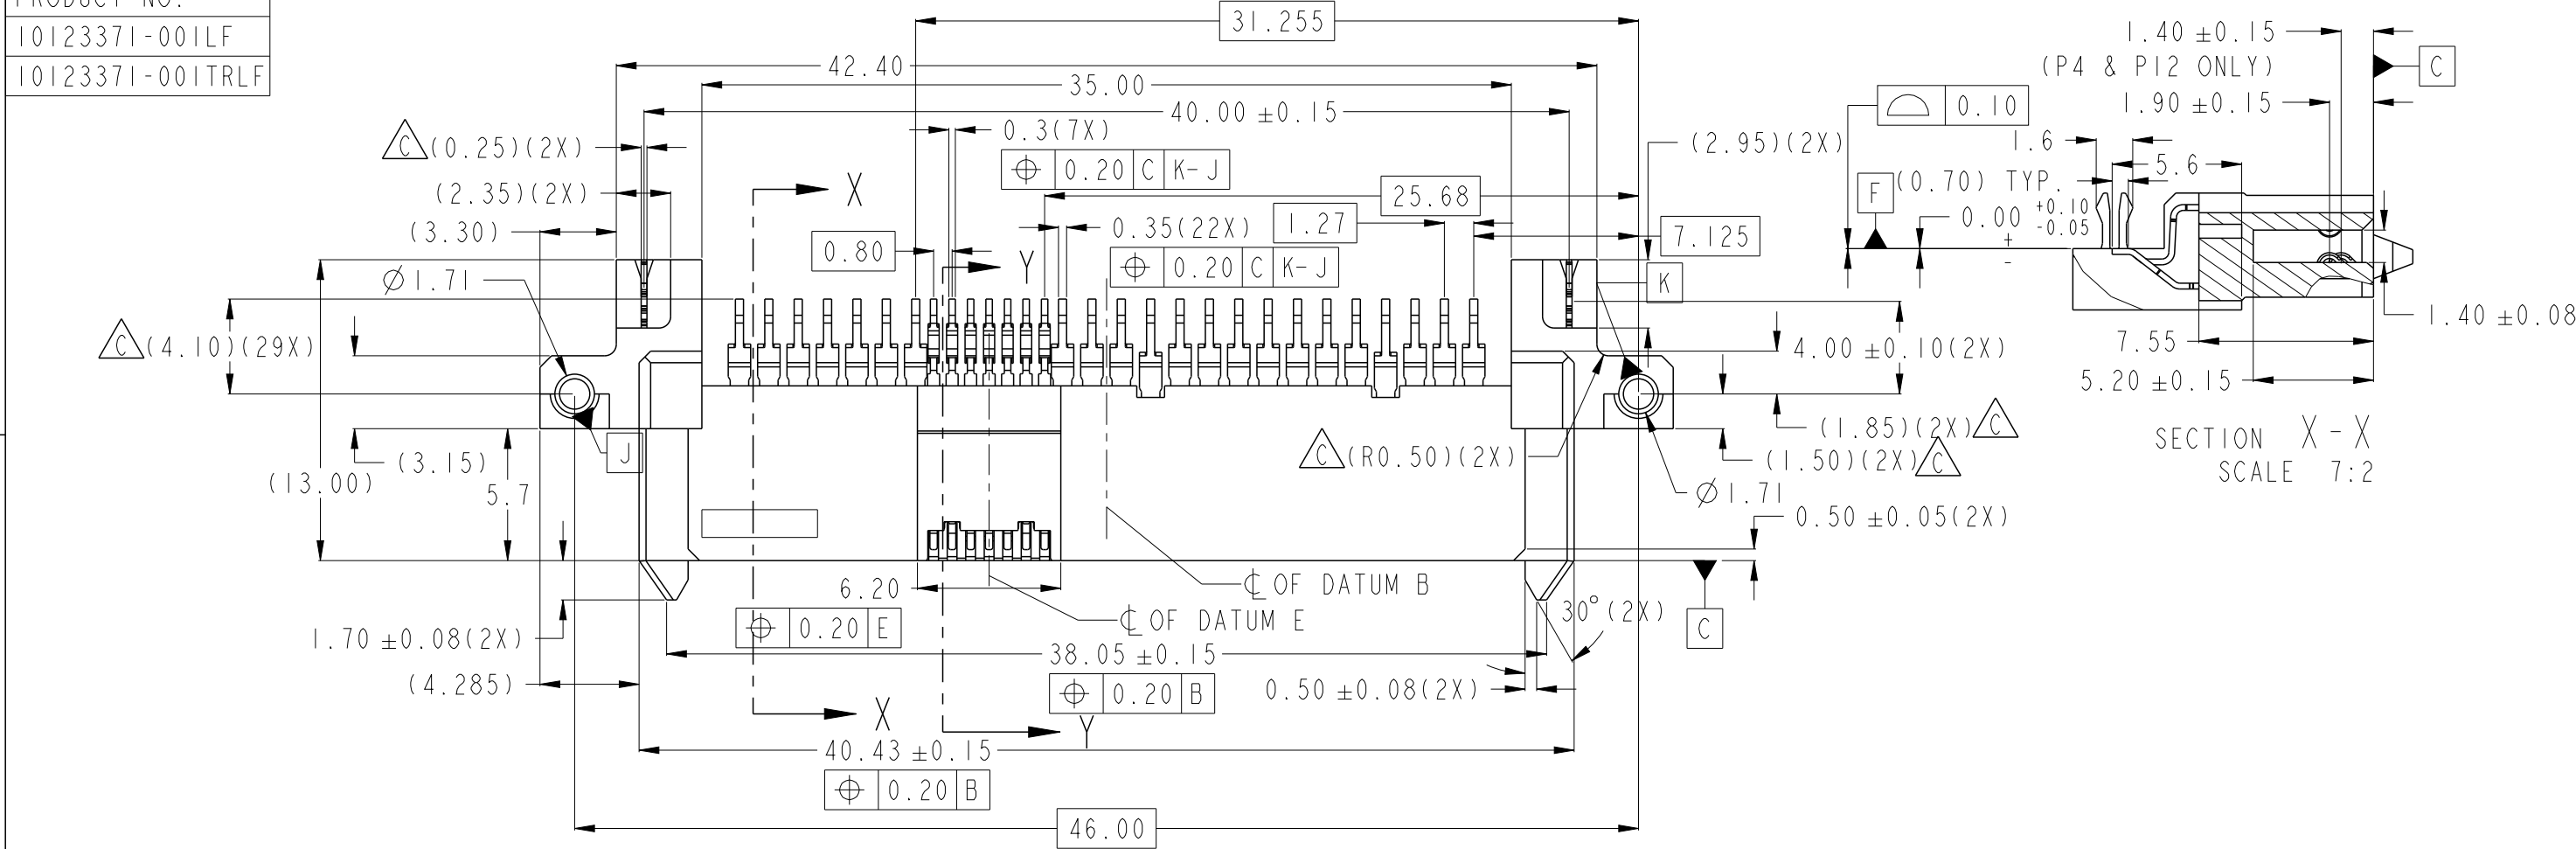 PRODUCT NO.
10123371-001LF
10123371-001TRLF
31.255
42.40
35.00
40.00 ±0.15
0.3(7X)
0.20 C K-J
C (0.25)(2X)
(2.35)(2X)
(3.30)
X
25.68
0.80
0.35(22X)
1.27
7.125
0.20 C K-J
Y
K
(2.95)(2X)
Ø1.71
C (4.10)(29X)
4.00 ±0.10(2X)
(3.15)
J
(13.00)
5.7
C (R0.50)(2X)
(1.85)(2X) C
(1.50)(2X) C
Ø1.71
0.50 ±0.05(2X)
6.20
℄ OF DATUM B
0.20 E
℄ OF DATUM E
30°(2X)
C
1.70 ±0.08(2X)
38.05 ±0.15
(4.285)
0.20 B
0.50 ±0.08(2X)
X
Y
40.43 ±0.15
0.20 B
46.00
1.40 ±0.15
(P4 & P12 ONLY)
C
0.10
1.90 ±0.15
1.6
5.6
F
(0.70) TYP.
0.00 +0.10 -0.05
+
-
1.40 ±0.08
7.55
5.20 ±0.15
SECTION X-X
SCALE 7:2